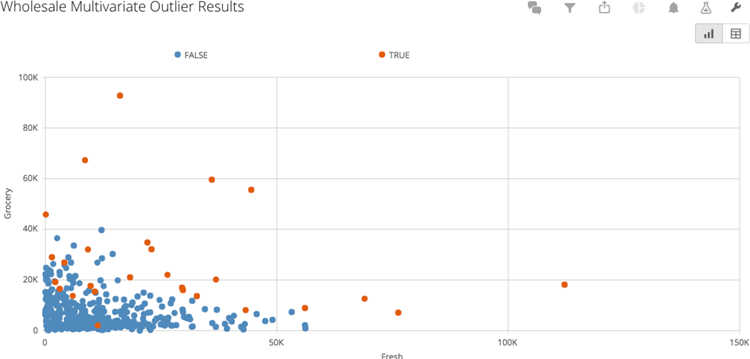 Wholesale Multivariate Outlier Results
FALSE TRUE
100K
80K
60K
40K
20K
0
Grocery
0 50K 100K 150K
Fresh